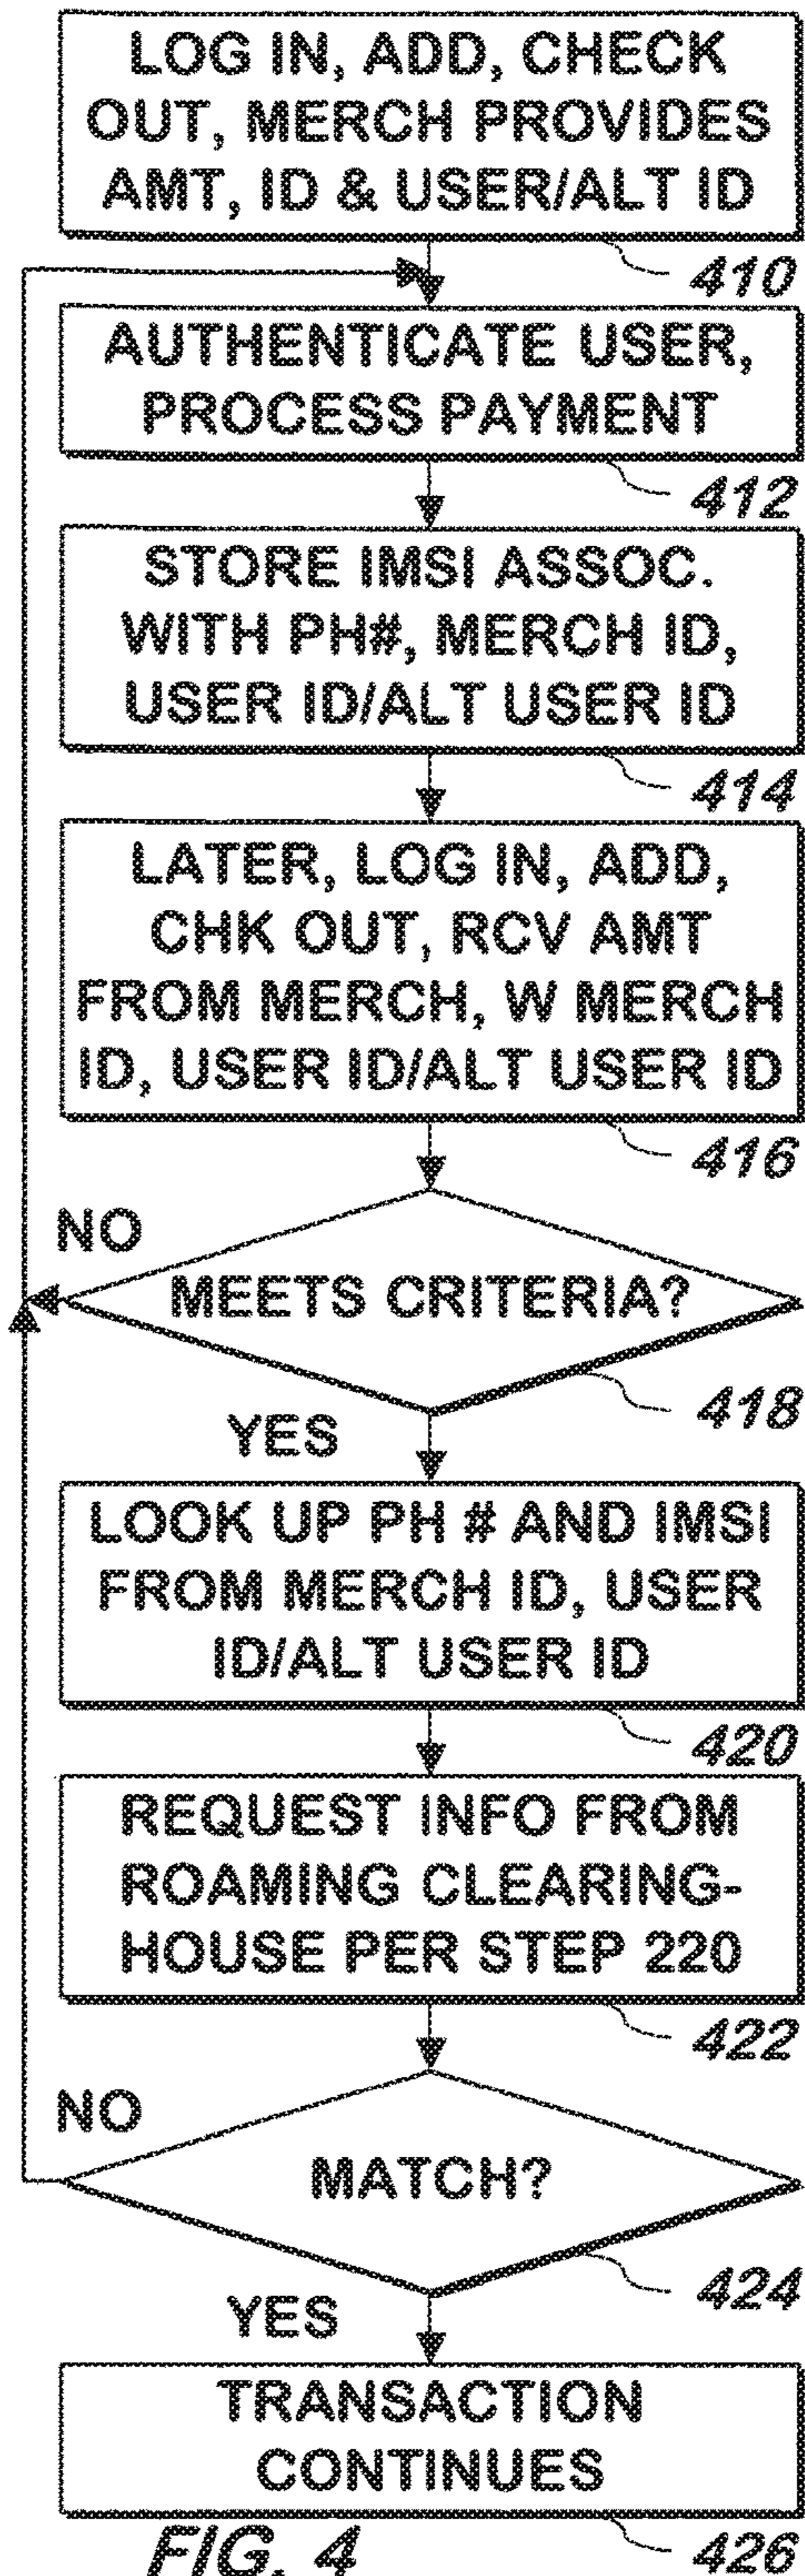 LOG IN, ADD, CHECK
OUT, MERCH PROVIDES
AMT, ID & USER/ALT ID
410
AUTHENTICATE USER,
PROCESS PAYMENT
412
STORE IMSI ASSOC.
WITH PH#, MERCH ID,
USER ID/ALT USER ID
414
LATER, LOG IN, ADD,
CHK OUT, RCV AMT
FROM MERCH, W MERCH
ID, USER ID/ALT USER ID
416
NO
MEETS CRITERIA?
418
YES
LOOK UP PH # AND IMSI
FROM MERCH ID, USER
ID/ALT USER ID
420
REQUEST INFO FROM
ROAMING CLEARING-
HOUSE PER STEP 220
422
NO
MATCH?
424
YES
TRANSACTION
CONTINUES
426
FIG. 4